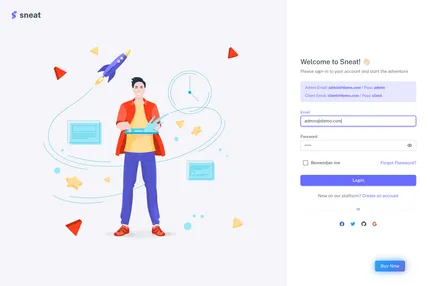 sneat
Welcome to Sneat! 👋🏻
Please sign-in to your account and start the adventure
Admin Email: admin@demo.com / Pass: admin
Client Email: client@demo.com / Pass: client
Email
admin@demo.com
Password
Remember me
Forgot Password?
Login
New on our platform? Create an account
or
Buy Now